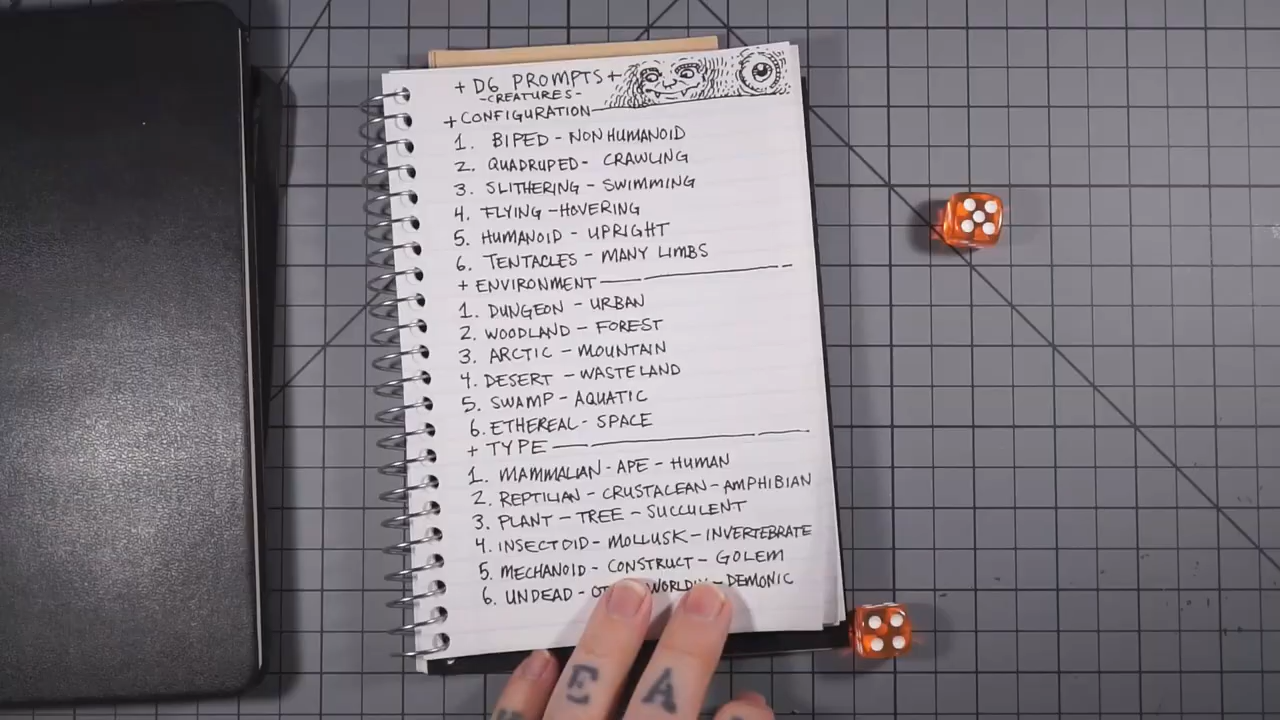 + D6 PROMPTS +
-CREATURES-
+ CONFIGURATION
1. BIPED - NON HUMANOID
2. QUADRUPED - CRAWLING
3. SLITHERING - SWIMMING
4. FLYING - HOVERING
5. HUMANOID - UPRIGHT
6. TENTACLES - MANY LIMBS
+ ENVIRONMENT
1. DUNGEON - URBAN
2. WOODLAND - FOREST
3. ARCTIC - MOUNTAIN
4. DESERT - WASTELAND
5. SWAMP - AQUATIC
6. ETHEREAL - SPACE
+ TYPE
1. MAMMALIAN - APE - HUMAN
2. REPTILIAN - CRUSTACEAN - AMPHIBIAN
3. PLANT - TREE - SUCCULENT
4. INSECTOID - MOLLUSK - INVERTEBRATE
5. MECHANOID - CONSTRUCT - GOLEM
6. UNDEAD - - DEMONIC
E A